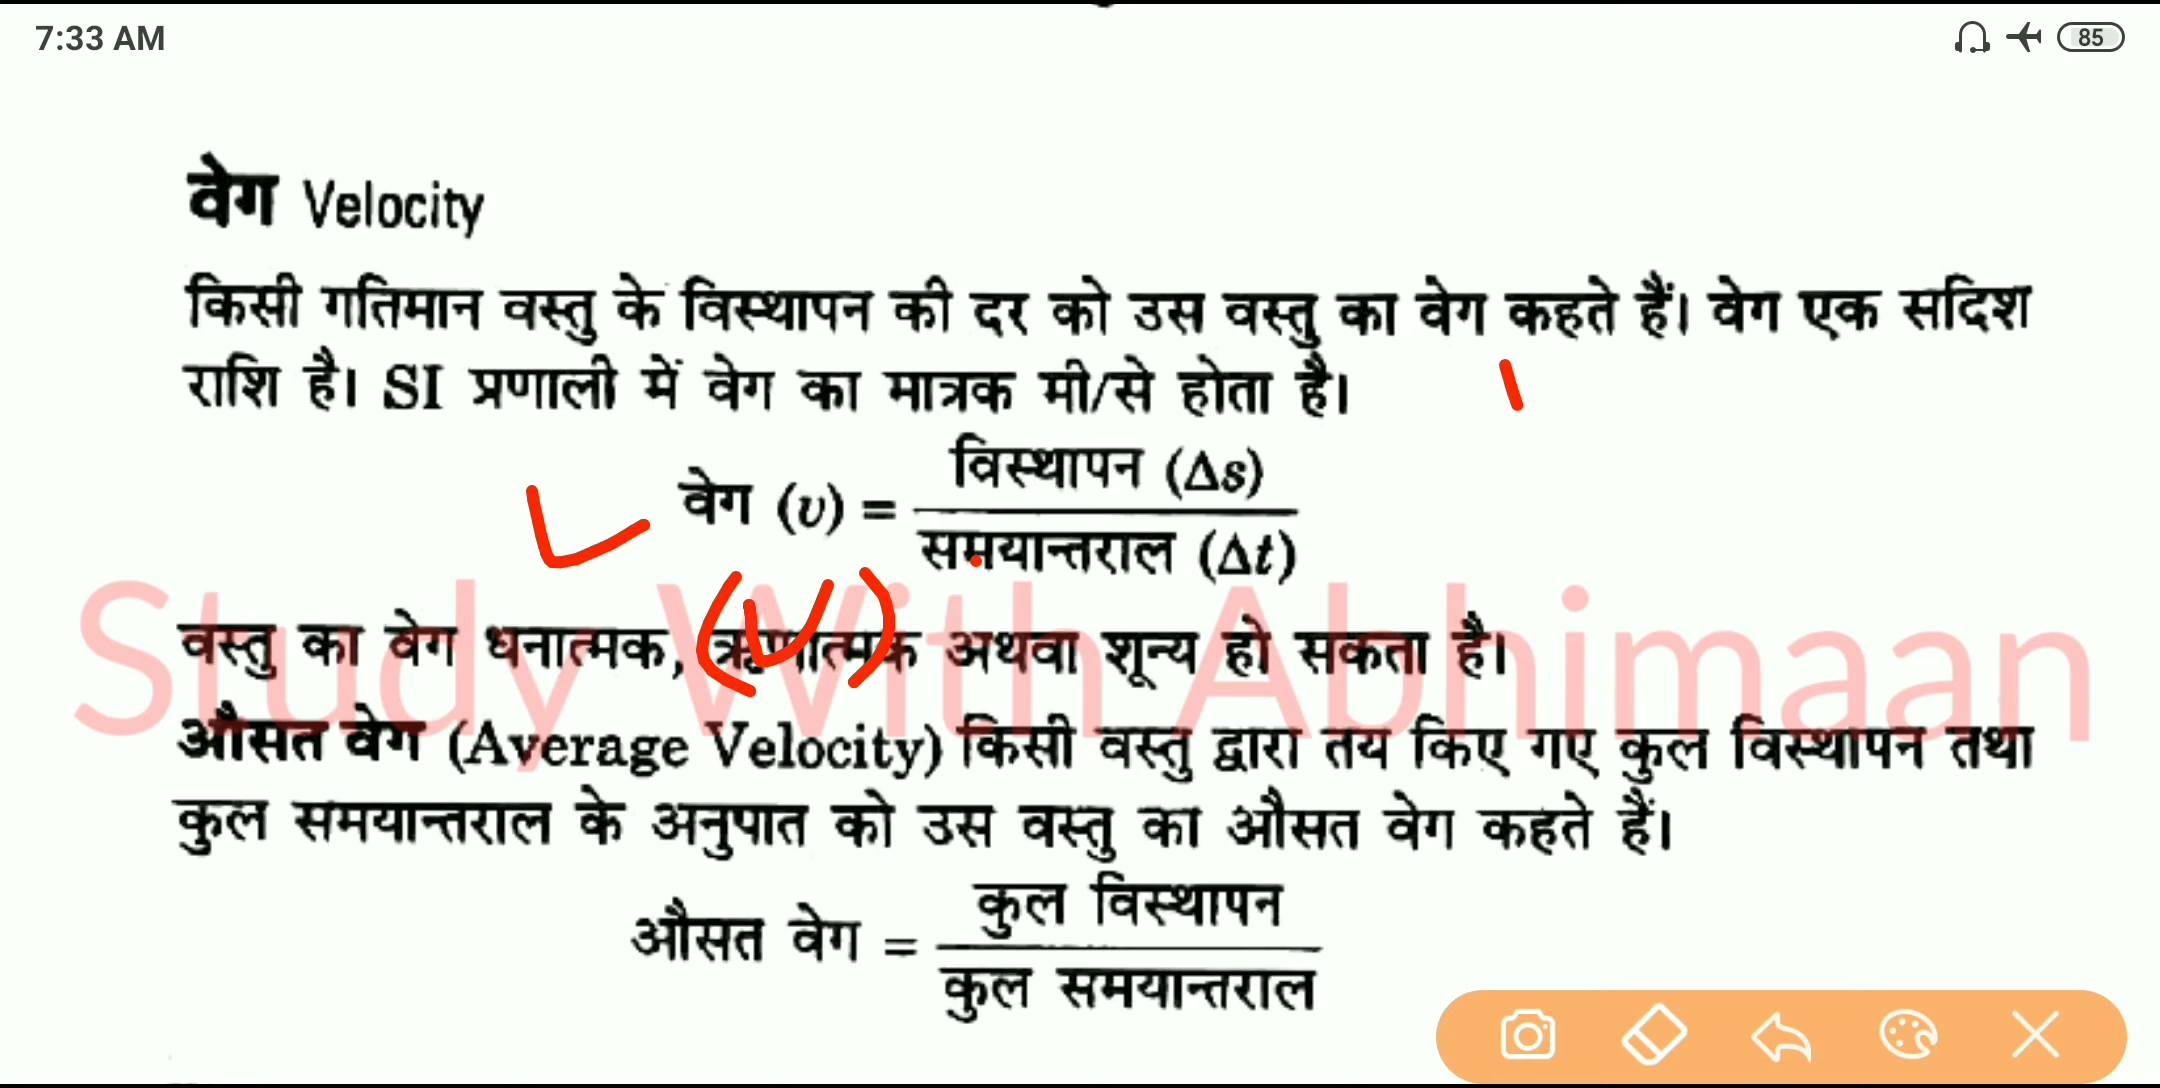 7:33 AM
85
वेग Velocity
किसी गतिमान वस्तु के विस्थापन की दर को उस वस्तु का वेग कहते हैं। वेग एक सदिश
राशि है। SI प्रणाली में वेग का मात्रक मी/से होता है।
वेग (v) = विस्थापन (Δs)
समयान्तराल (Δt)
(V)
Study With Abhimaan
वस्तु का वेग धनात्मक, ऋणात्मक अथवा शून्य हो सकता है।
औसत वेग (Average Velocity) किसी वस्तु द्वारा तय किए गए कुल विस्थापन तथा
कुल समयान्तराल के अनुपात को उस वस्तु का औसत वेग कहते हैं।
औसत वेग = कुल विस्थापन
कुल समयान्तराल